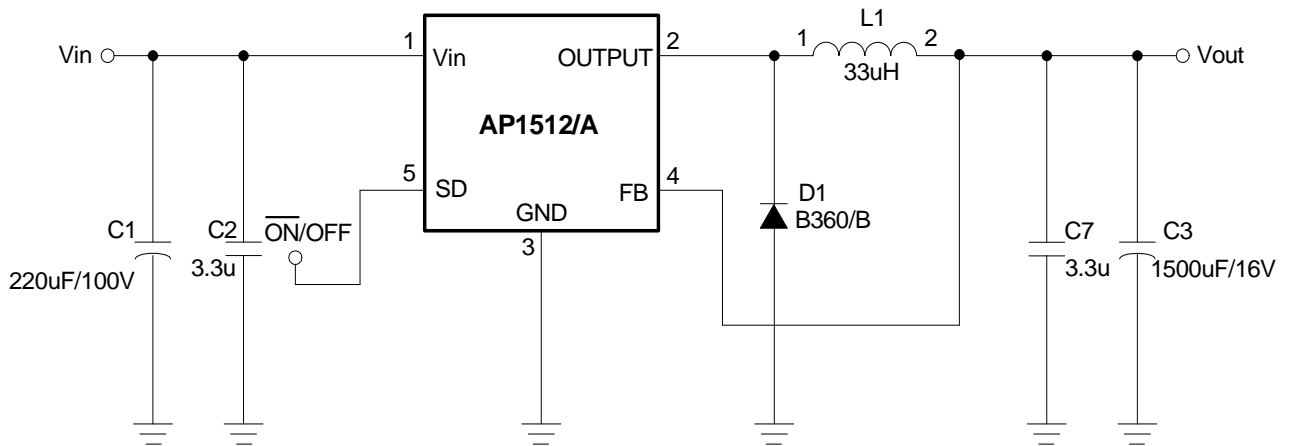 L1
1
2
33uH
Vin
1
Vin
OUTPUT
2
Vout
AP1512/A
5
SD
FB
4
GND
3
ON/OFF
D1
B360/B
C1
220uF/100V
C2
3.3u
C7
3.3u
C3
1500uF/16V